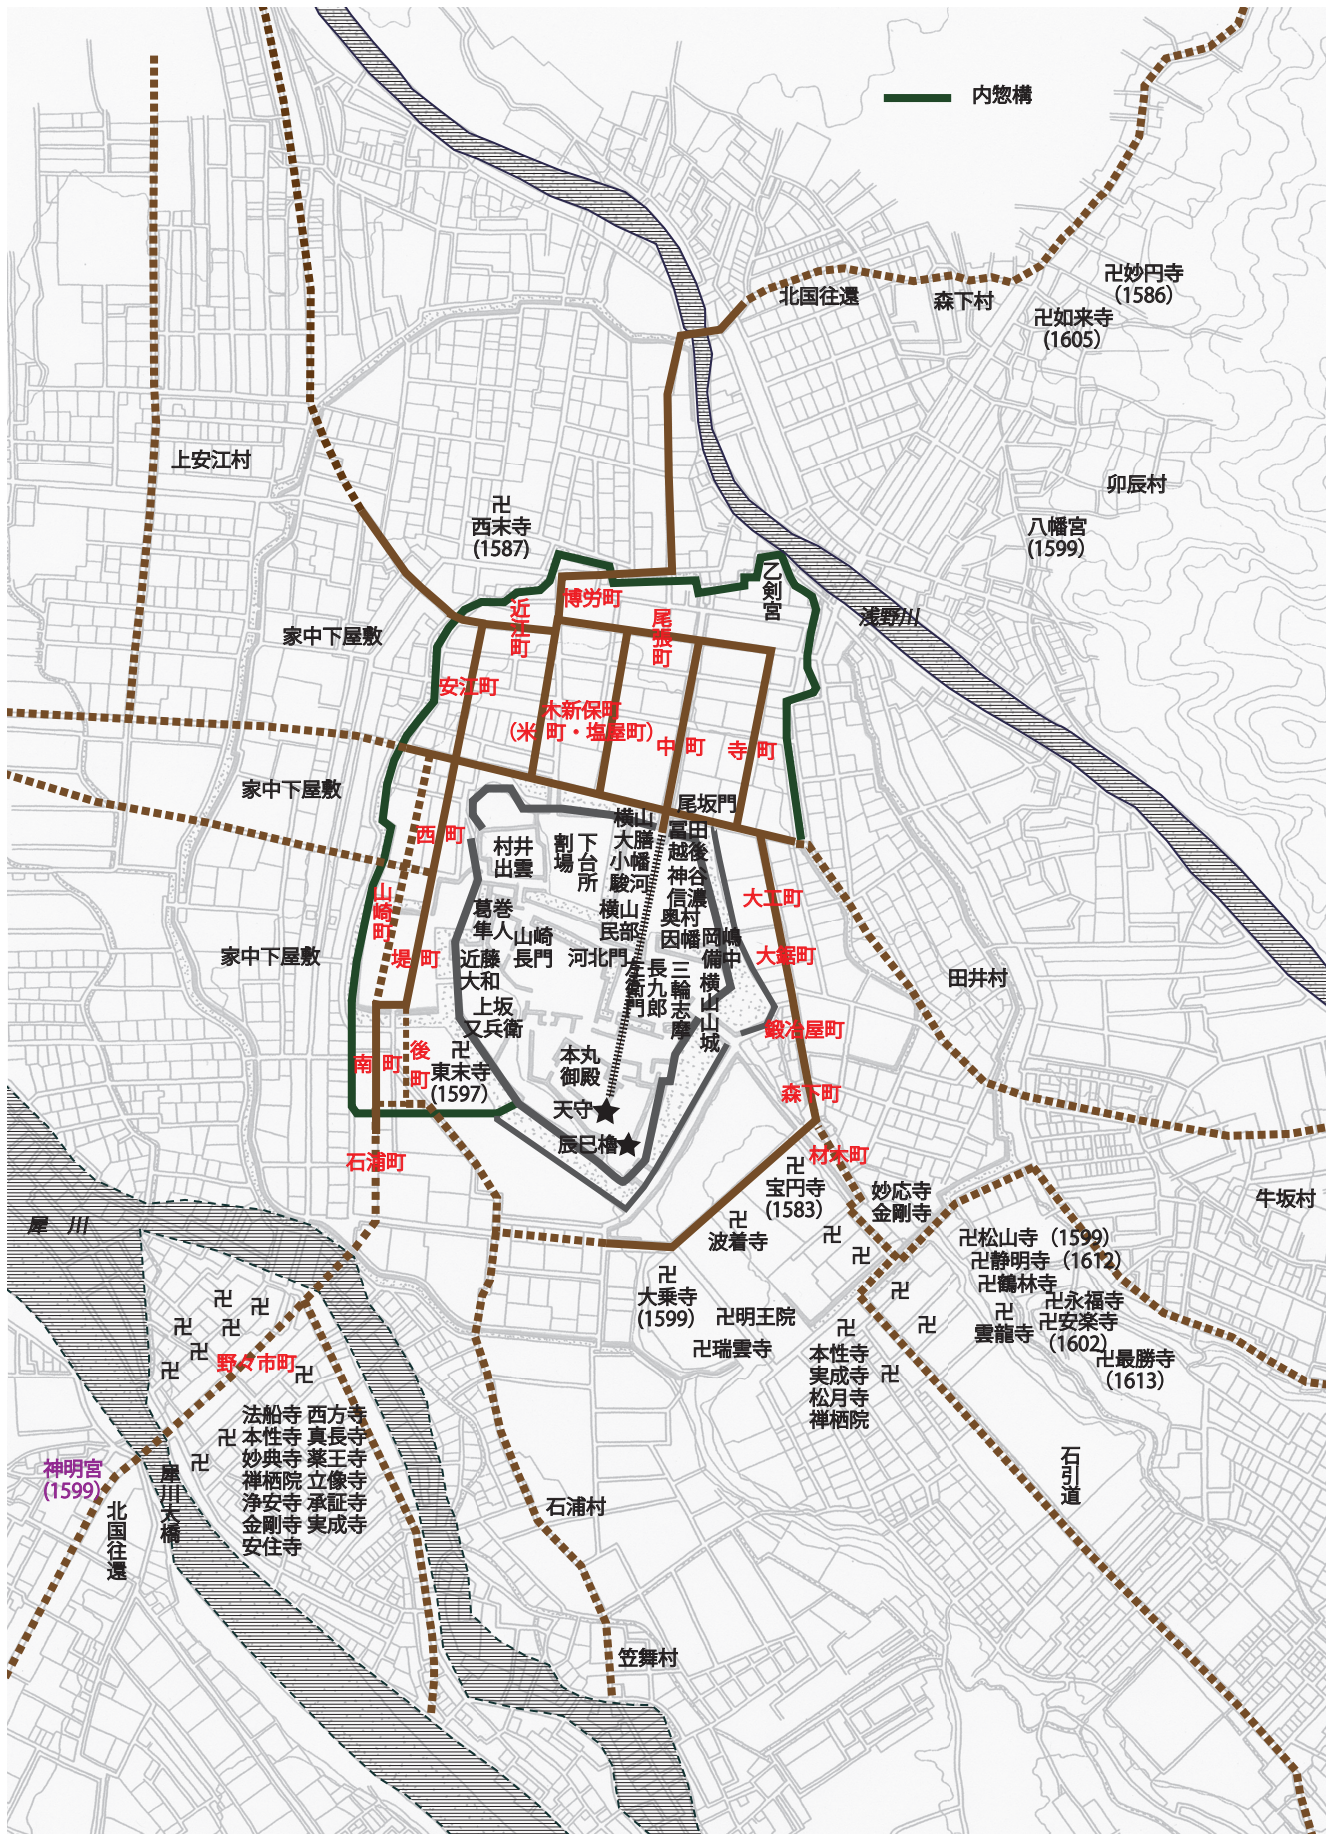 内惣構
卍妙円寺
（1586）
北国往還
森下村
卍如来寺
（1605）
上安江村
卯辰村
卍
西末寺
(1587)
八幡宮
(1599)
乙剣宮
浅野川
博労町
近江町
尾張町
家中下屋敷
安江町
木新保町
（米 町・塩屋町）
中 町
寺 町
家中下屋敷
尾坂門
西 町
村井
出雲
割場
下台所
横山
大膳
小幡
駿河
冨田
越後
神谷
信濃
奥村
因幡
大工町
山崎町
葛巻
隼人
横山
民部
山崎
長門
河北門
岡嶋
備中
大鋸町
家中下屋敷
堤 町
近藤
大和
左衛門
長九郎
三輪志摩
横山山城
田井村
上坂
又兵衛
鍛冶屋町
南 町
後町
卍
東末寺
(1597)
本丸
御殿
天守★
森下町
辰巳櫓★
石浦町
材木町
卍
宝円寺
(1583)
妙応寺
金剛寺
牛坂村
犀 川
卍
波着寺
卍
卍
卍松山寺（1599）
卍静明寺（1612）
卍鶴林寺
卍
大乗寺
(1599)
卍明王院
卍瑞雲寺
卍
卍
卍
雲龍寺
卍永福寺
卍安楽寺
（1602）
卍最勝寺
（1613）
卍
本性寺
実成寺
松月寺
禅栖院
卍
卍
卍
卍
卍
卍
卍
野々市町
卍
法船寺 西方寺
卍本性寺 真長寺
妙典寺 薬王寺
禅栖院 立像寺
浄安寺 承証寺
金剛寺 実成寺
安住寺
卍
神明宮
(1599)
犀川大橋
北国往還
石引道
石浦村
笠舞村